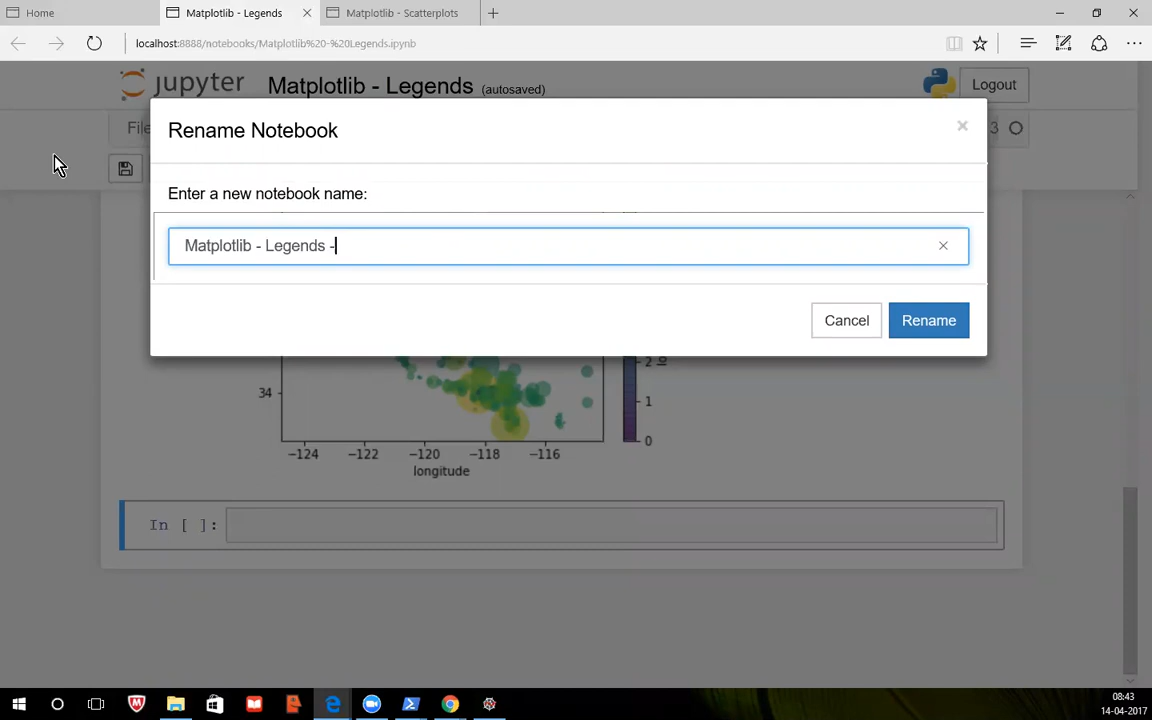 Home
Matplotlib - Legends
Matplotlib - Scatterplots
localhost:8888/notebooks/Matplotlib%20-%20Legends.ipynb
jupyter Matplotlib - Legends (autosaved)
Logout
File
3
Rename Notebook
Enter a new notebook name:
Matplotlib - Legends -
Cancel
Rename
34
2
1
0
−124 −122 −120 −118 −116
longitude
In [ ]:
08:43
14-04-2017